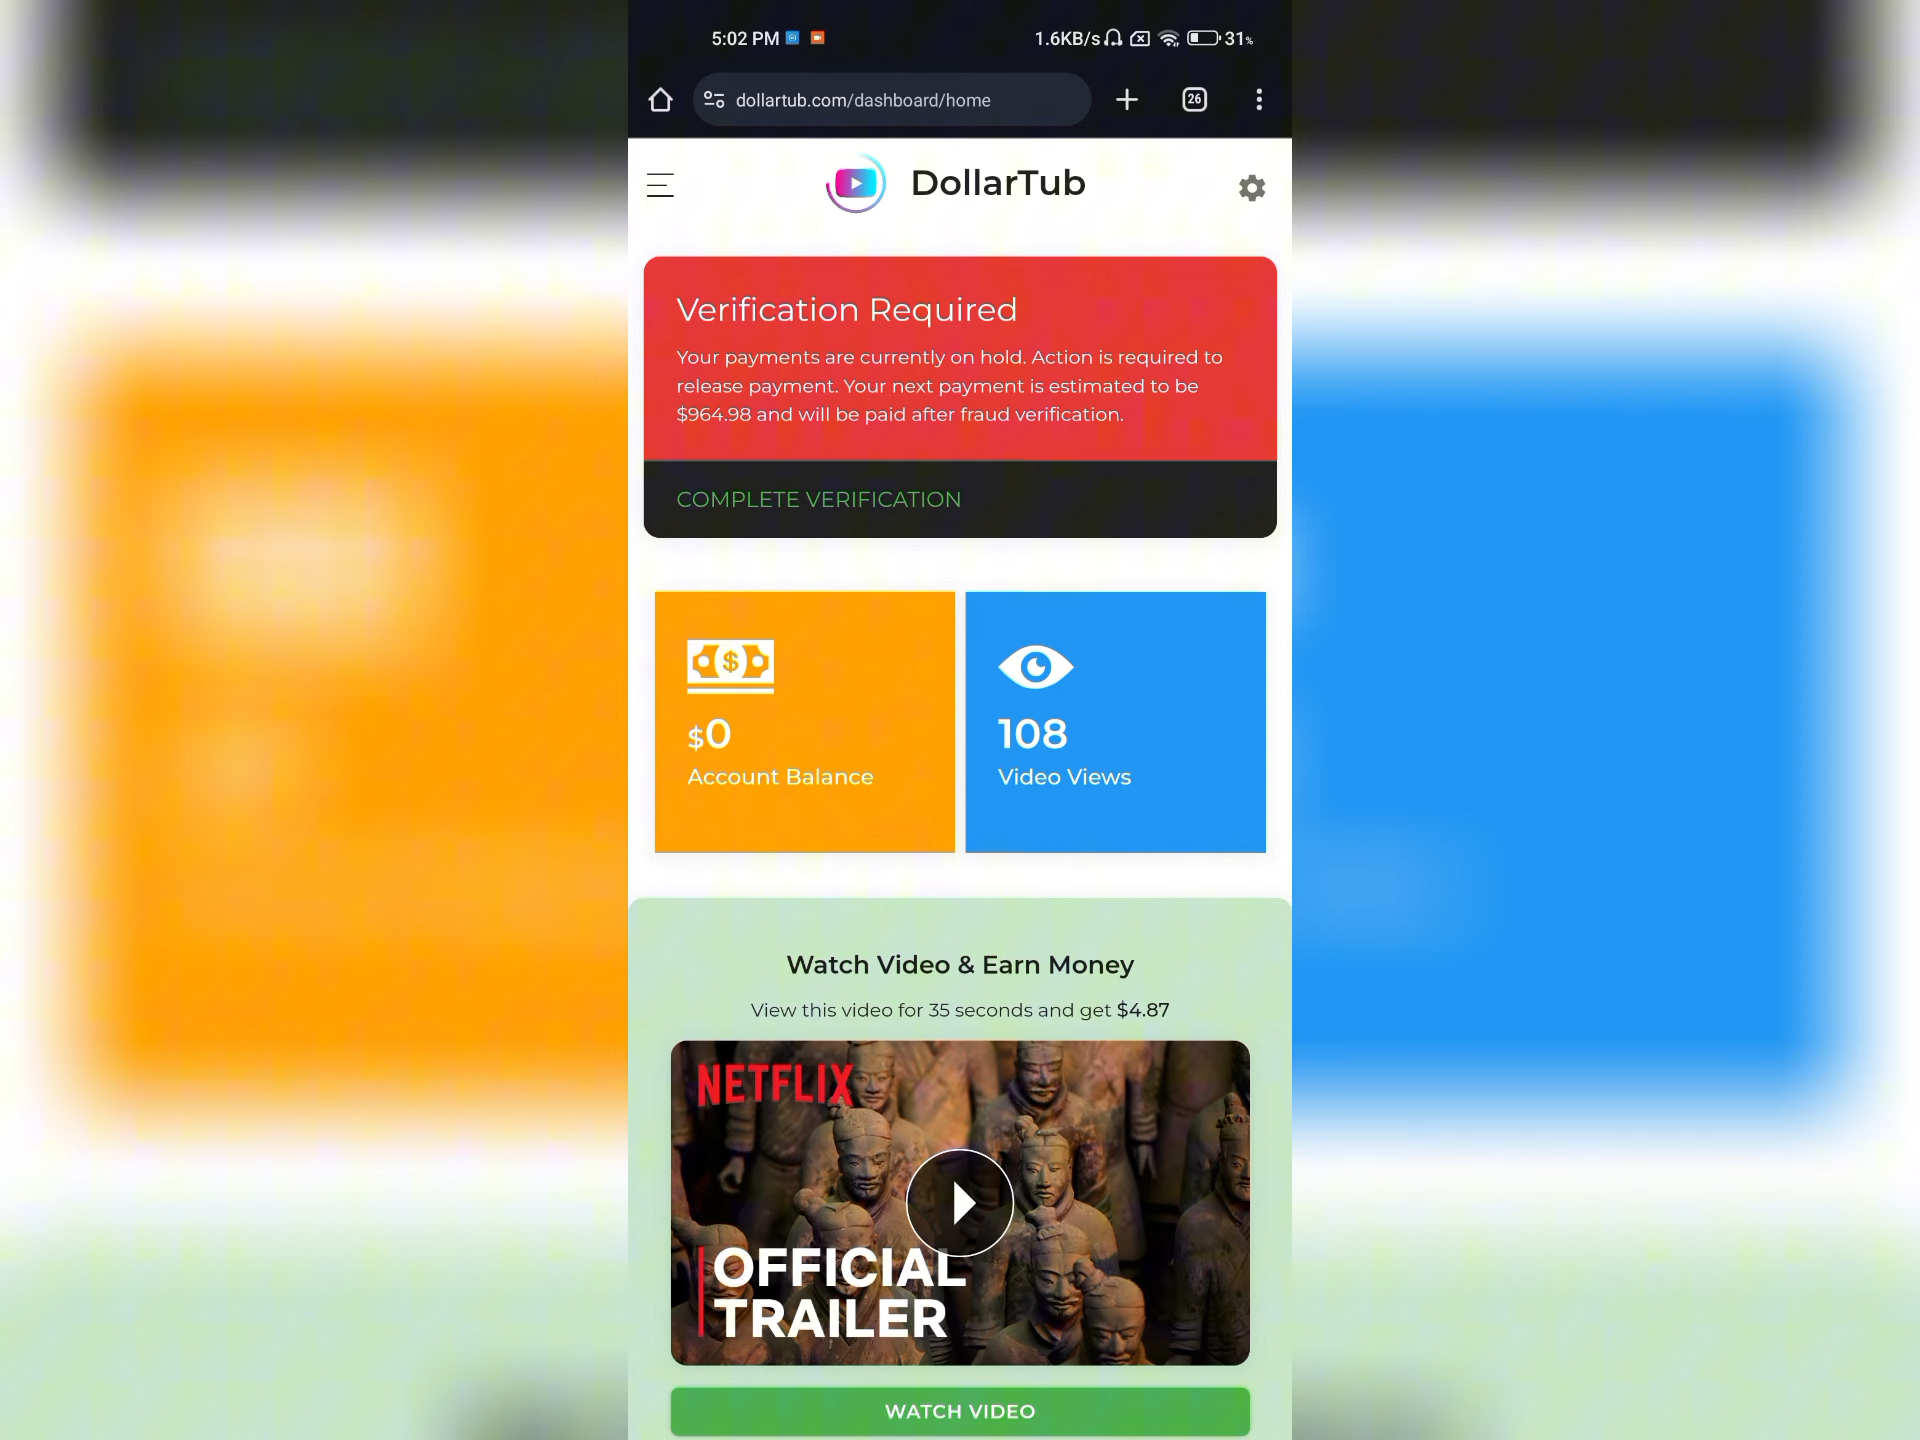 5:02 PM
1.6KB/s 31%
dollartub.com/dashboard/home
26
DollarTub
Verification Required
Your payments are currently on hold. Action is required to
release payment. Your next payment is estimated to be
$964.98 and will be paid after fraud verification.
COMPLETE VERIFICATION
$0
Account Balance
108
Video Views
Watch Video & Earn Money
View this video for 35 seconds and get $4.87
NETFLIX
OFFICIAL
TRAILER
WATCH VIDEO